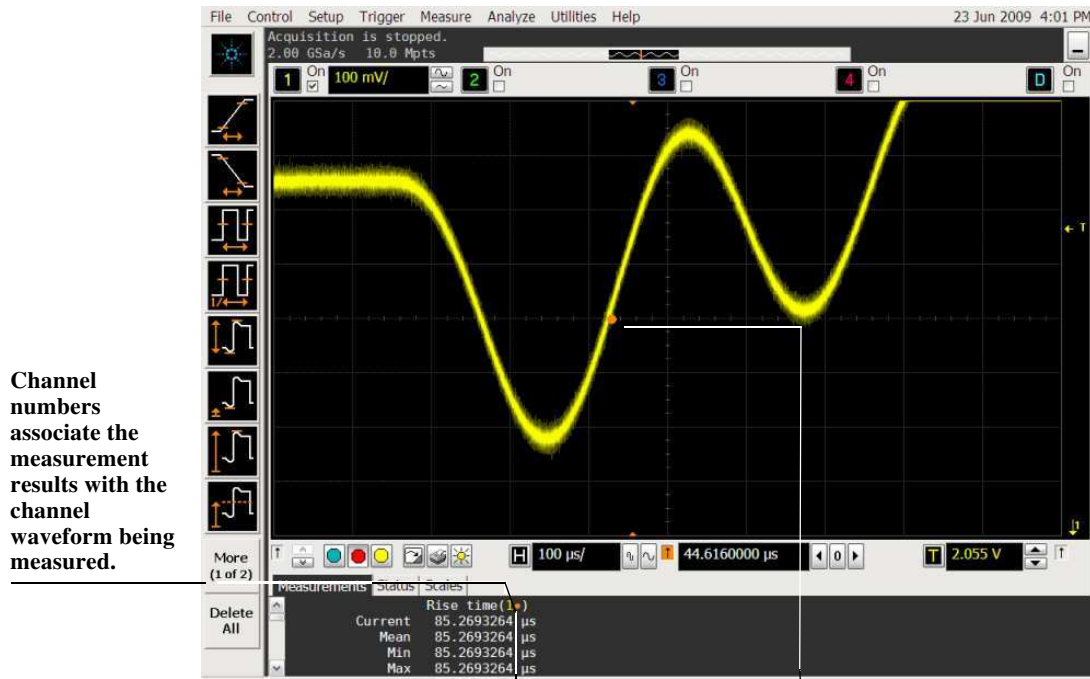 File Control Setup Trigger Measure Analyze Utilities Help 23 Jun 2009 4:01 PM
Acquisition is stopped.
2.00 GSa/s 10.0 Mpts
1 On 100 mV/ 2 On 3 On 4 On D On
T
1/
Channel
numbers
associate the
measurement
results with the
channel
waveform being
measured.
1
More
(1 of 2)
H 100 µs/ 44.6160000 µs 0 T 2.055 V
Measurements Status Scales
Delete
All
Rise time(1)
Current 85.2693264 µs
Mean 85.2693264 µs
Min 85.2693264 µs
Max 85.2693264 µs